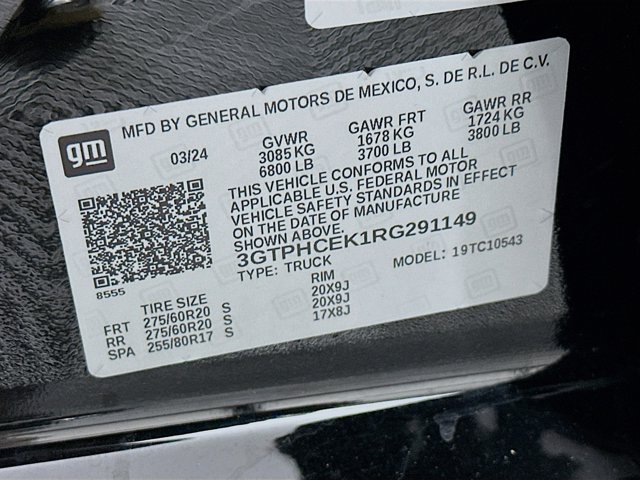 MFD BY GENERAL MOTORS DE MEXICO, S. DE R.L. DE C.V.
gm
03/24
GVWR GAWR FRT GAWR RR
3085 KG 1678 KG 1724 KG
6800 LB 3700 LB 3800 LB
THIS VEHICLE CONFORMS TO ALL
APPLICABLE U.S. FEDERAL MOTOR
VEHICLE SAFETY STANDARDS IN EFFECT
ON THE DATE OF MANUFACTURE
SHOWN ABOVE.
3GTPHCEK1RG291149
TYPE: TRUCK MODEL: 19TC10543
8555
TIRE SIZE RIM
FRT 275/60R20 S 20X9J
RR 275/60R20 S 20X9J
SPA 255/80R17 S 17X8J